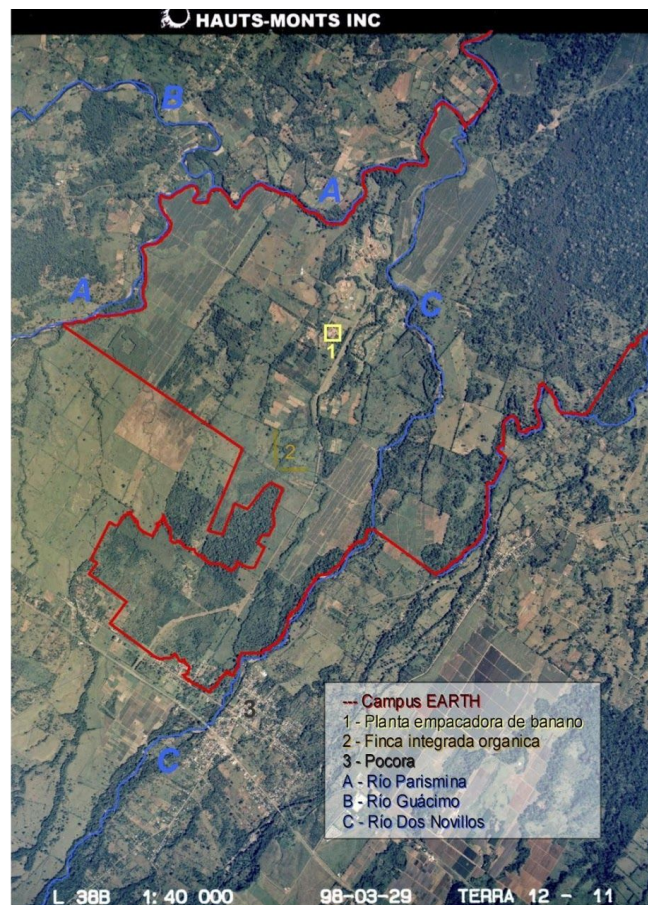 HAUTS-MONTS INC
B
A
A
C
1
2
3
C
--- Campus EARTH
1 - Planta empacadora de banano
2 - Finca integrada organica
3 - Pocora
A - Río Parismina
B - Río Guácimo
C - Río Dos Novillos
L 38B 1: 40 000 98-03-29 TERRA 12 - 11